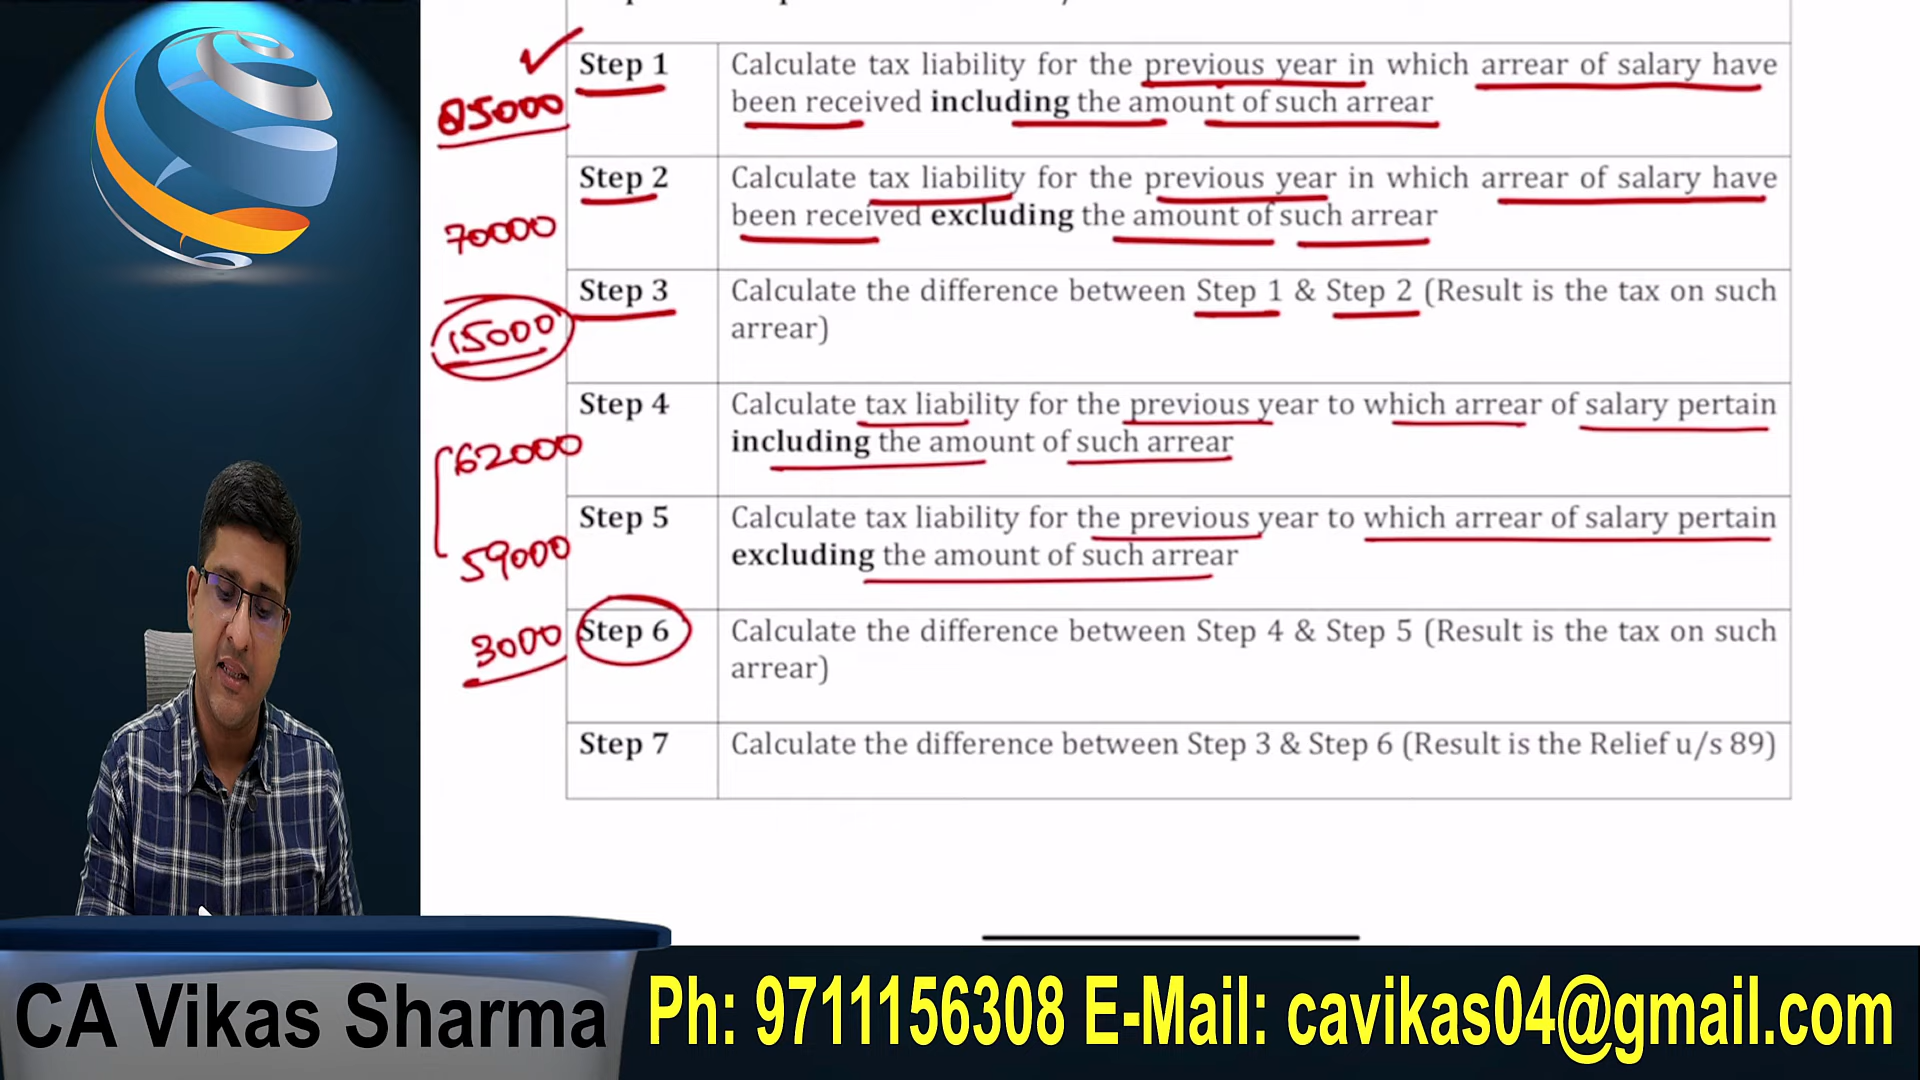 Step 1
Calculate tax liability for the previous year in which arrear of salary have
been received including the amount of such arrear
85000
Step 2
Calculate tax liability for the previous year in which arrear of salary have
been received excluding the amount of such arrear
70000
Step 3
Calculate the difference between Step 1 & Step 2 (Result is the tax on such
arrear)
15000
Step 4
Calculate tax liability for the previous year to which arrear of salary pertain
including the amount of such arrear
62000
Step 5
Calculate tax liability for the previous year to which arrear of salary pertain
excluding the amount of such arrear
59000
Step 6
Calculate the difference between Step 4 & Step 5 (Result is the tax on such
arrear)
3000
Step 7
Calculate the difference between Step 3 & Step 6 (Result is the Relief u/s 89)
CA Vikas Sharma
Ph: 9711156308 E-Mail: cavikas04@gmail.com